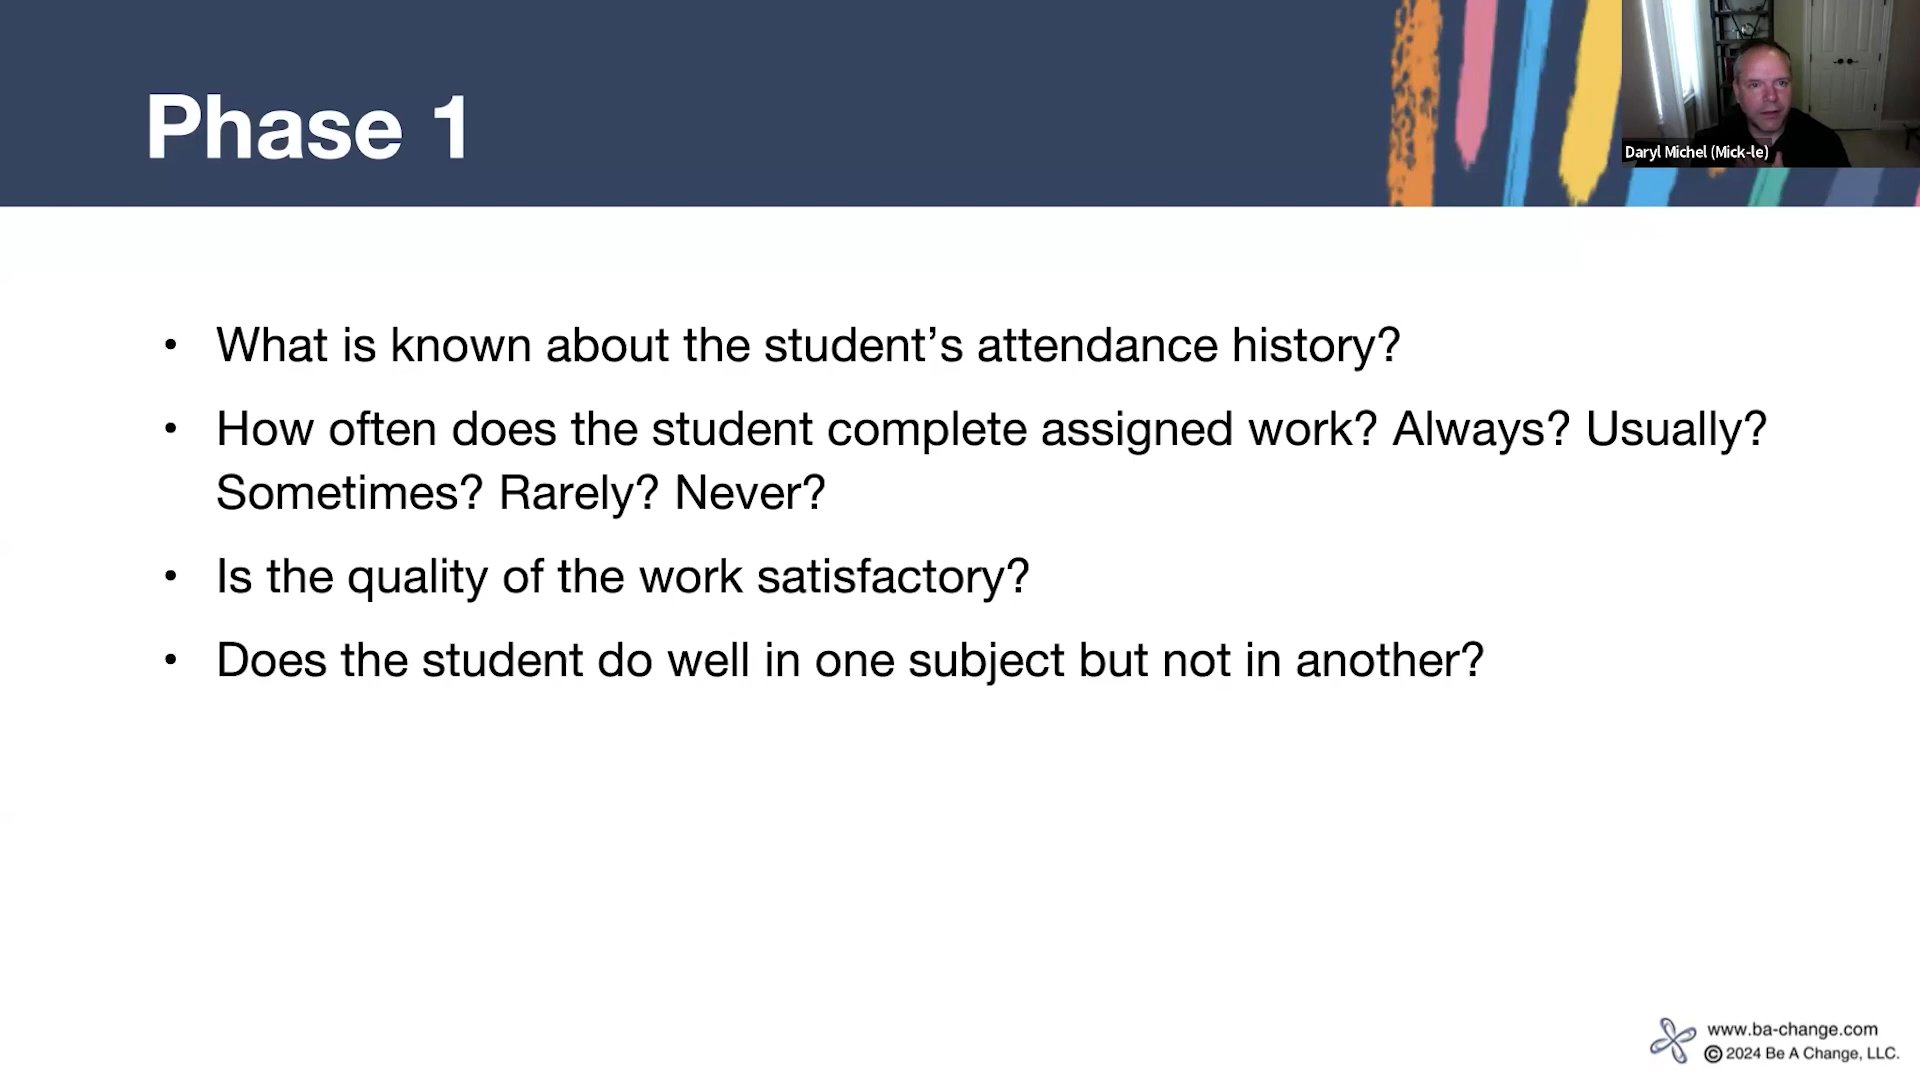 Phase 1
Daryl Michel (Mick-le)
• What is known about the student’s attendance history?
• How often does the student complete assigned work? Always? Usually?
Sometimes? Rarely? Never?
• Is the quality of the work satisfactory?
• Does the student do well in one subject but not in another?
www.ba-change.com
© 2024 Be A Change, LLC.